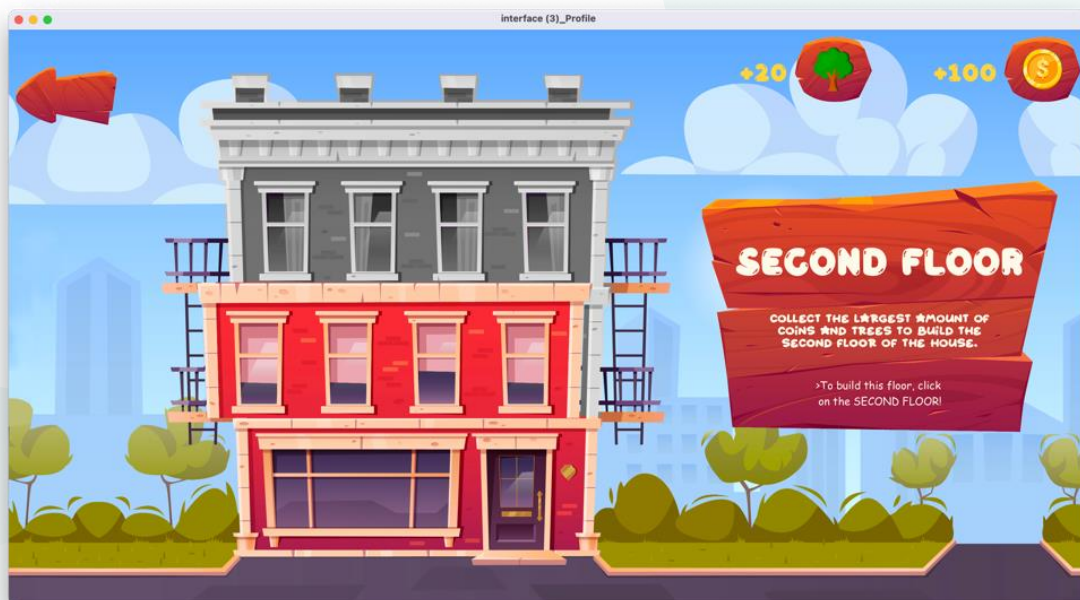 interface (3)_Profile
+20
+100
SECOND FLOOR
COLLECT THE LARGEST AMOUNT OF
COINS AND TREES TO BUILD THE
SECOND FLOOR OF THE HOUSE.
>To build this floor, click
on the SECOND FLOOR!